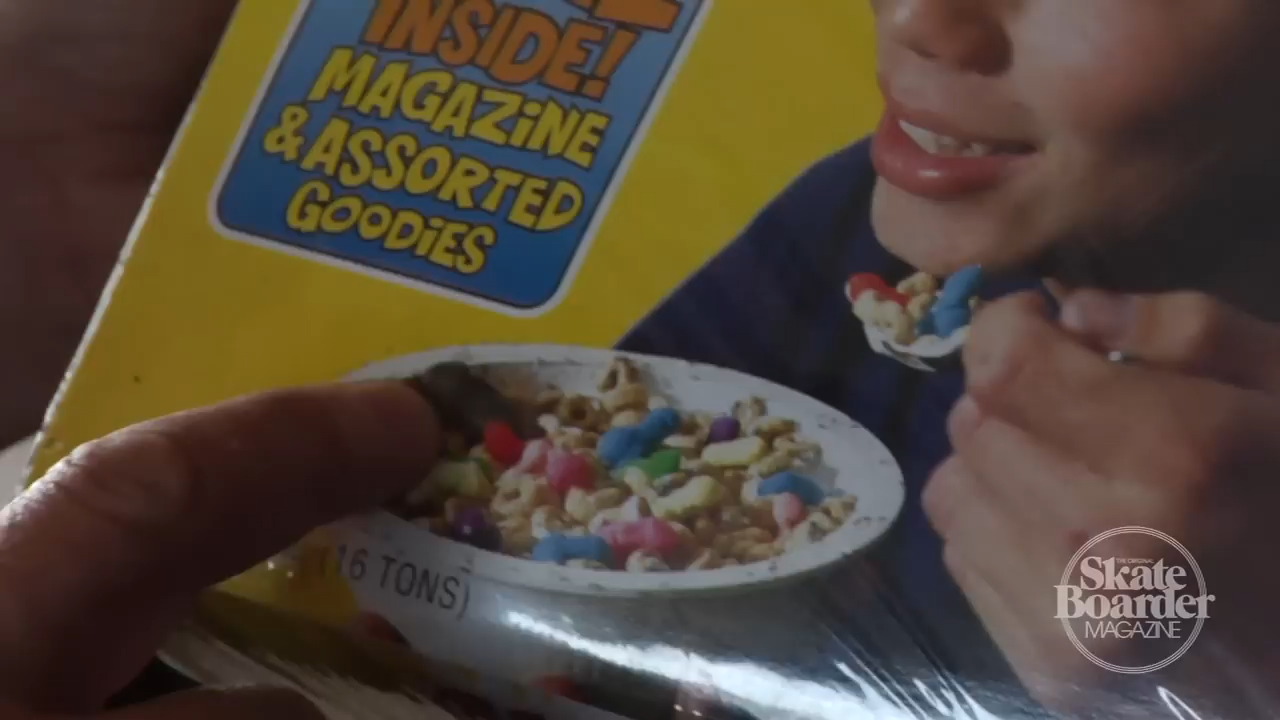 INSIDE!
MAGAZINE
& ASSORTED
GOODIES
16 TONS)
THE ORIGINAL
Skate
Boarder
MAGAZINE